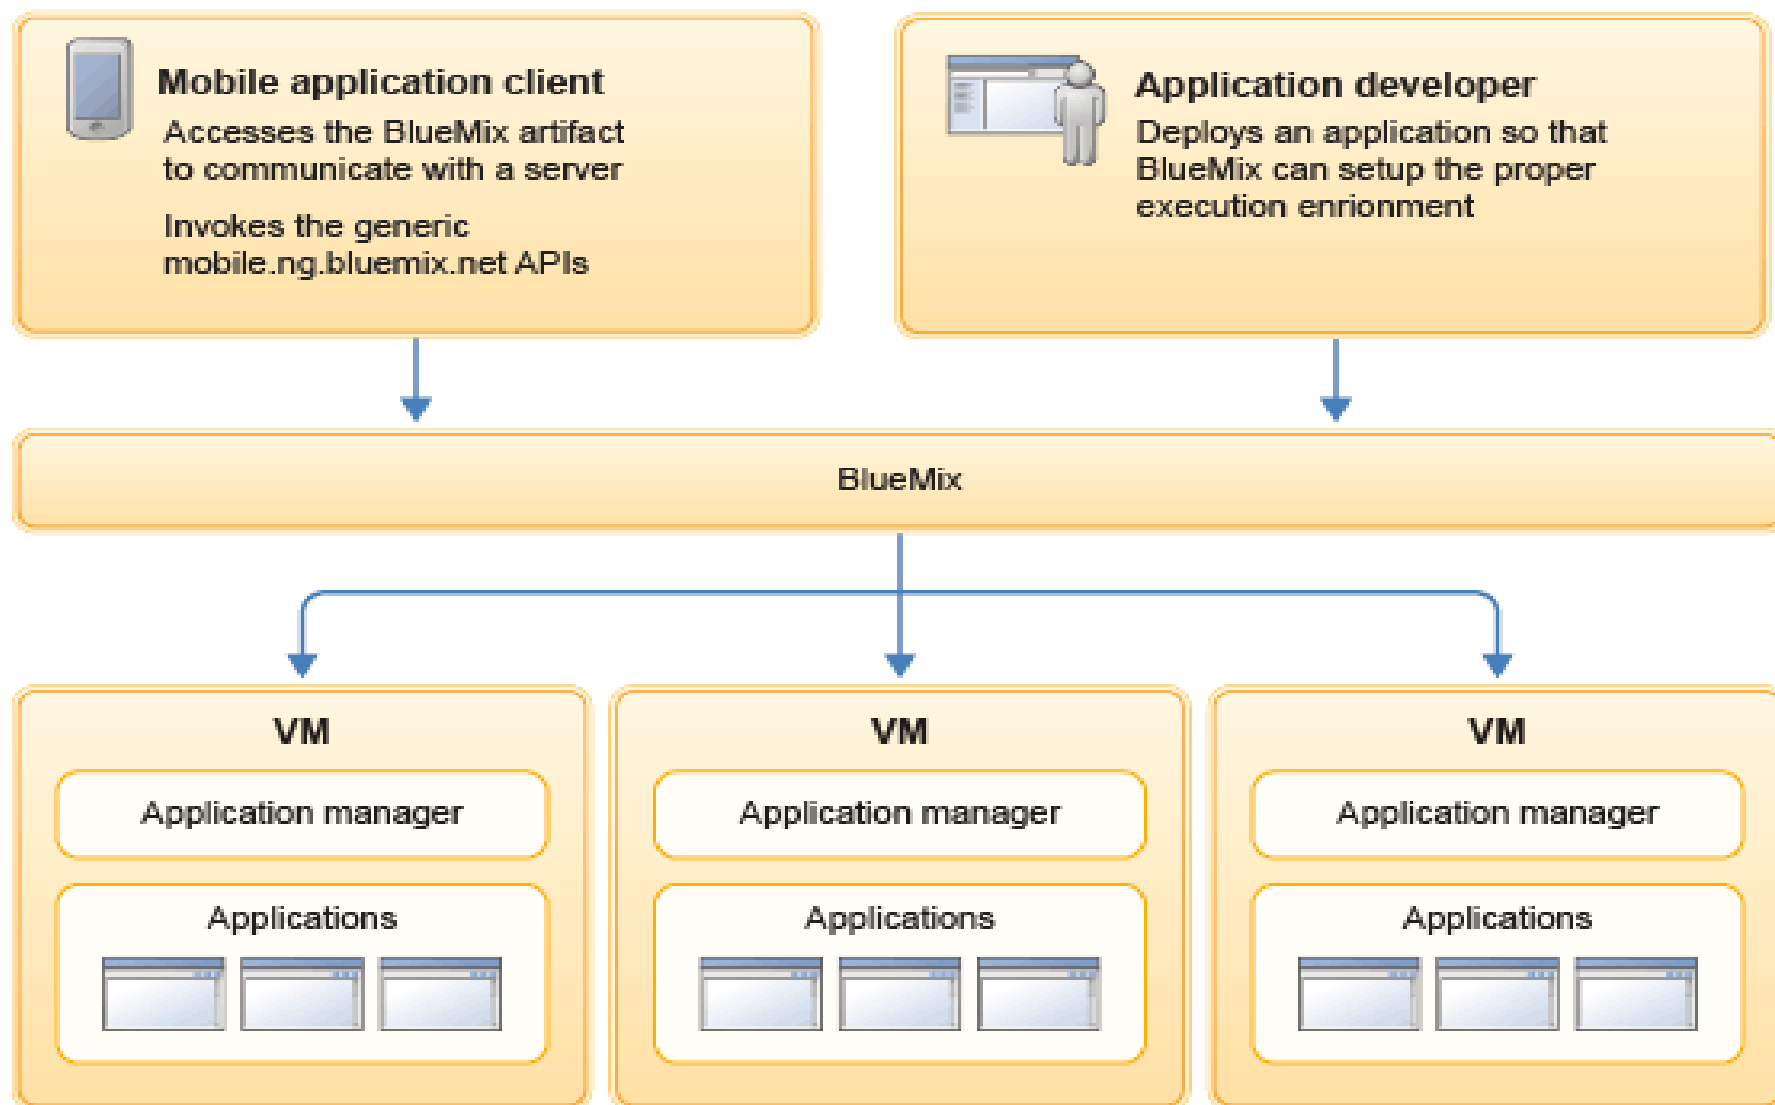 Mobile application client
Accesses the BlueMix artifact
to communicate with a server
Invokes the generic
mobile.ng.bluemix.net APIs
Application developer
Deploys an application so that
BlueMix can setup the proper
execution enrionment
BlueMix
VM
Application manager
Applications
VM
Application manager
Applications
VM
Application manager
Applications